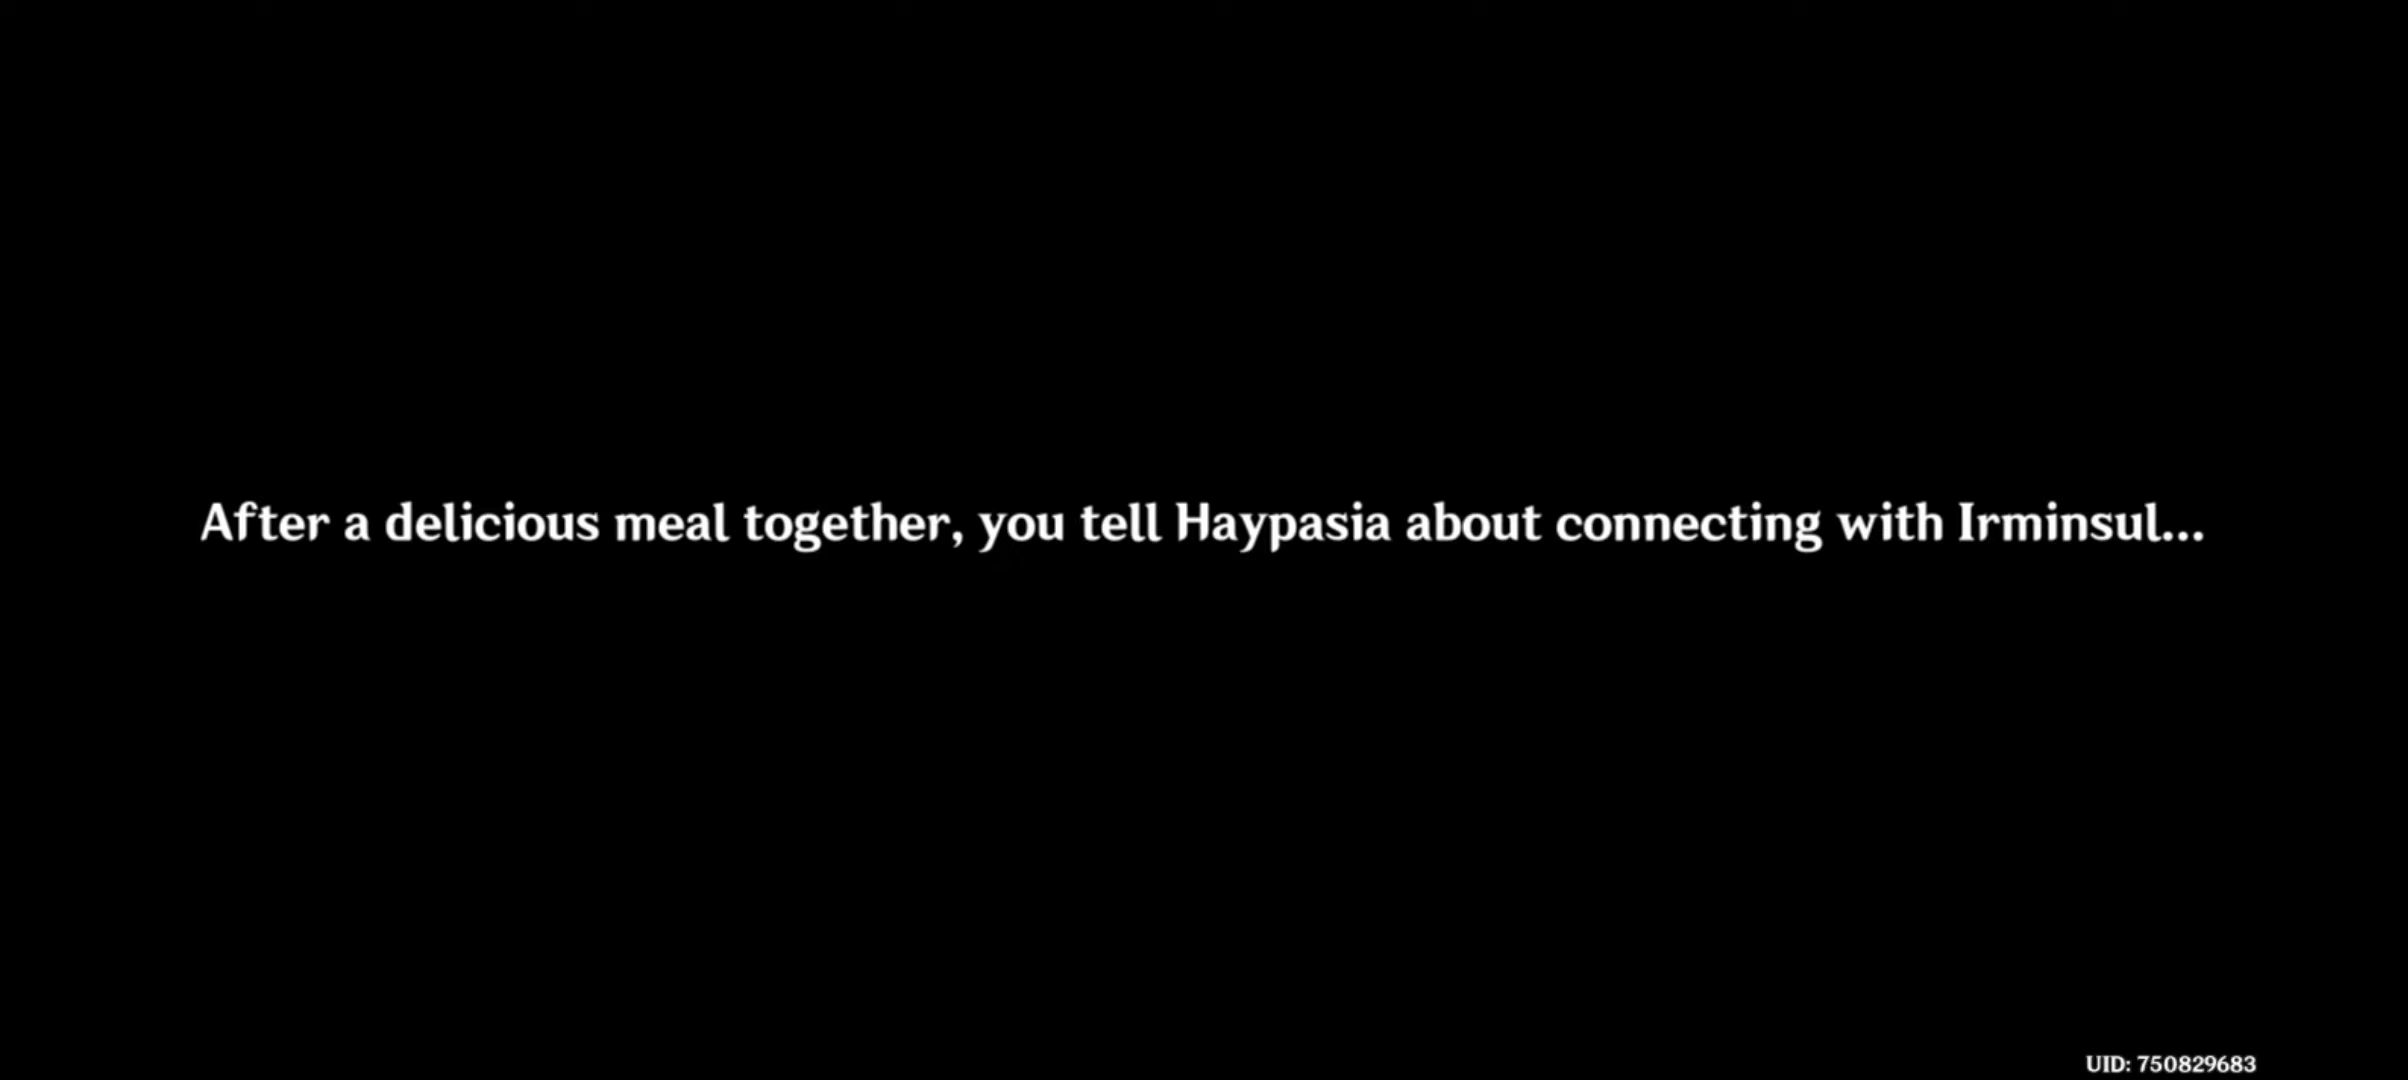 After a delicious meal together, you tell Haypasia about connecting with Irminsul...
UID: 750829683